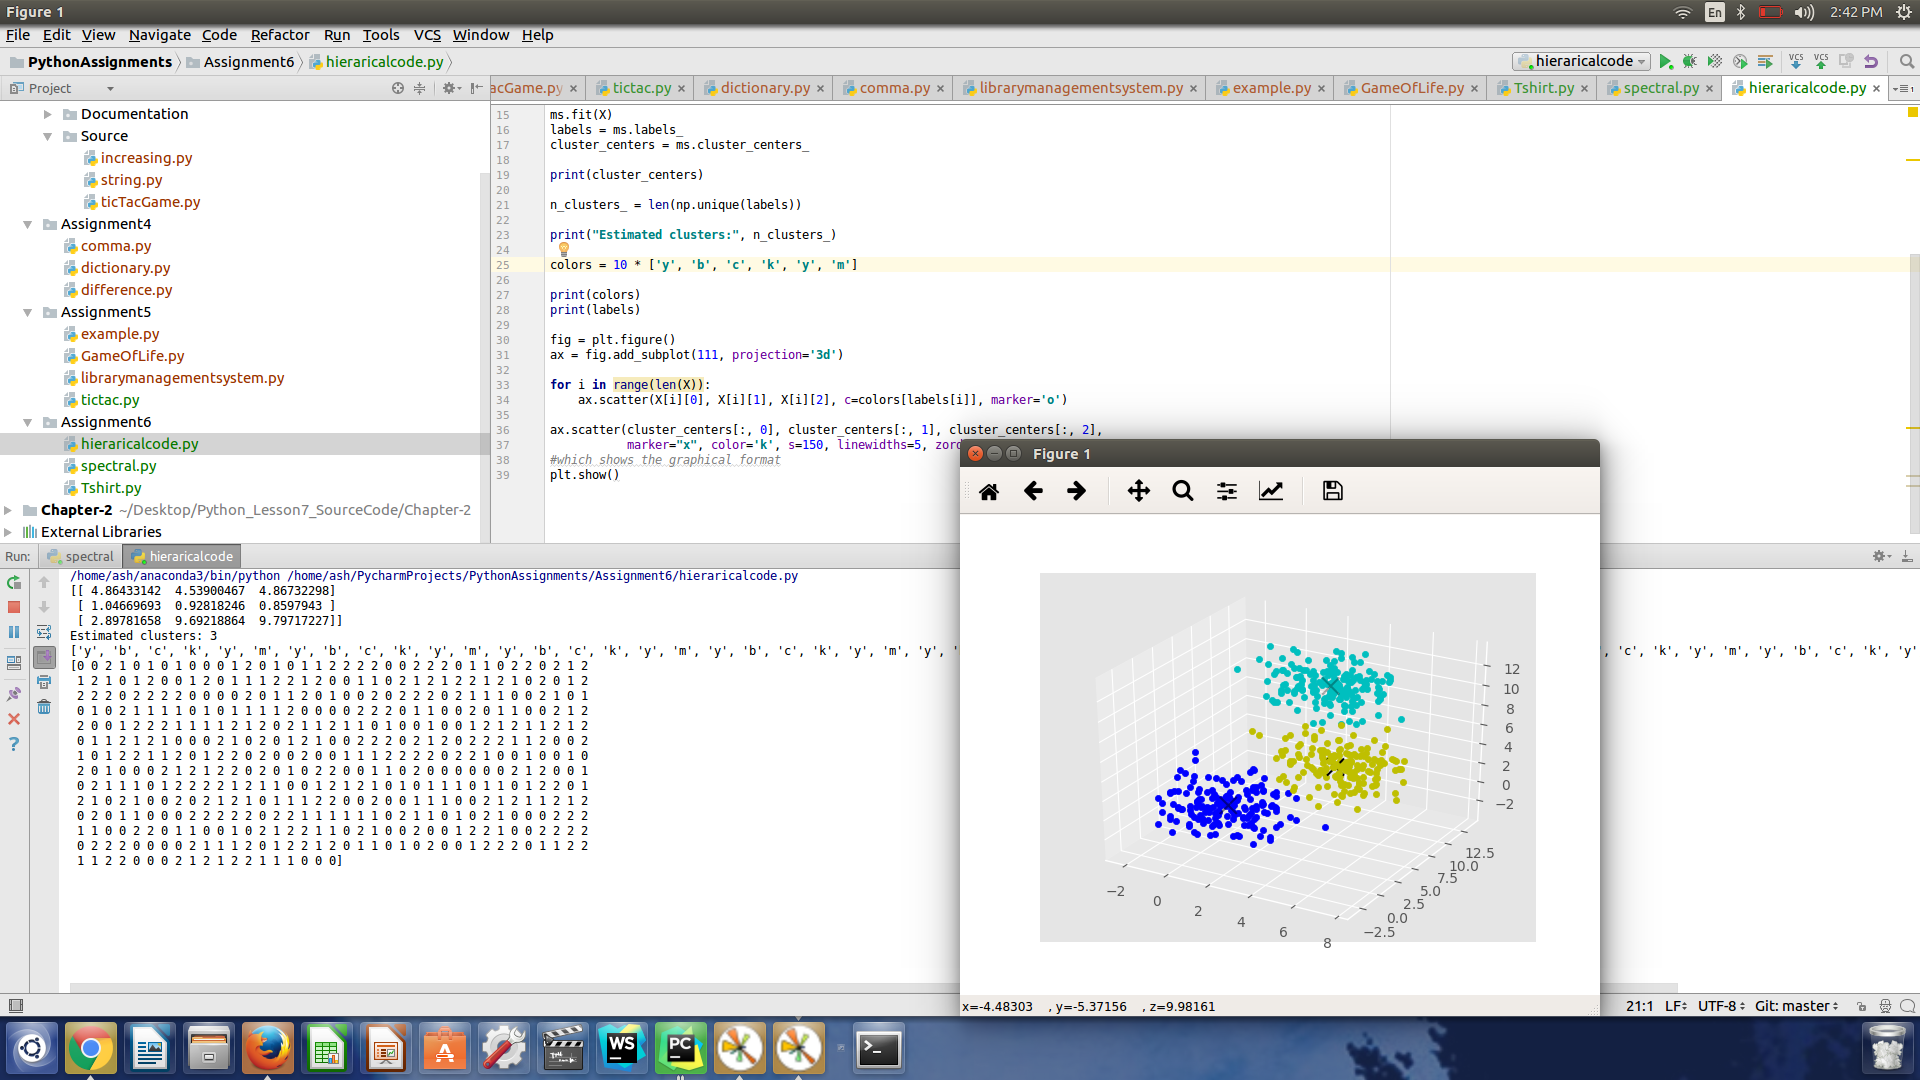 Figure 1
En
2:42 PM
File Edit View Navigate Code Refactor Run Tools VCS Window Help
PythonAssignments Assignment6 hieraricalcode.py
hieraricalcode
VCS VCS
Project
acGame.py tictac.py dictionary.py comma.py librarymanagementsystem.py example.py GameOfLife.py Tshirt.py spectral.py hieraricalcode.py
Documentation
Source
increasing.py
string.py
ticTacGame.py
Assignment4
comma.py
dictionary.py
difference.py
Assignment5
example.py
GameOfLife.py
librarymanagementsystem.py
tictac.py
Assignment6
hieraricalcode.py
spectral.py
Tshirt.py
Chapter-2 ~/Desktop/Python_Lesson7_SourceCode/Chapter-2
External Libraries
15 ms.fit(X)
16 labels = ms.labels_
17 cluster_centers = ms.cluster_centers_
18
19 print(cluster_centers)
20
21 n_clusters_ = len(np.unique(labels))
22
23 print("Estimated clusters:", n_clusters_)
24
25 colors = 10 * ['y', 'b', 'c', 'k', 'y', 'm']
26
27 print(colors)
28 print(labels)
29
30 fig = plt.figure()
31 ax = fig.add_subplot(111, projection='3d')
32
33 for i in range(len(X)):
34 ax.scatter(X[i][0], X[i][1], X[i][2], c=colors[labels[i]], marker='o')
35
36 ax.scatter(cluster_centers[:, 0], cluster_centers[:, 1], cluster_centers[:, 2],
37 marker="x", color='k', s=150, linewidths=5, zord
38 #which shows the graphical format
39 plt.show()
Run: spectral hieraricalcode
/home/ash/anaconda3/bin/python /home/ash/PycharmProjects/PythonAssignments/Assignment6/hieraricalcode.py
[[ 4.86433142 4.53900467 4.86732298]
[ 1.04669693 0.92818246 0.8597943 ]
[ 2.89781658 9.69218864 9.79717227]]
Estimated clusters: 3
['y', 'b', 'c', 'k', 'y', 'm', 'y', 'b', 'c', 'k', 'y', 'm', 'y', 'b', 'c', 'k', 'y', 'm', 'y', 'b', 'c', 'k', 'y', 'm', 'y', '
', 'c', 'k', 'y', 'm', 'y', 'b', 'c', 'k', 'y'
[0 0 2 1 0 1 0 1 0 0 0 1 2 0 1 0 1 1 2 2 2 2 0 0 2 2 2 0 1 1 0 2 2 0 2 1 2
1 2 1 0 1 2 0 0 1 2 0 1 1 1 2 2 1 2 0 0 1 1 0 2 1 2 1 2 2 1 2 1 0 2 0 1 2
2 2 2 0 2 2 2 2 0 0 0 0 2 0 1 1 2 0 1 0 0 2 0 2 2 0 1 2 0 2 1 1 1 0 0 2 1 0 1
0 1 0 2 1 1 1 1 0 1 0 1 1 1 1 2 0 0 0 0 2 2 2 0 1 1 0 0 2 0 1 1 0 0 2 1 2
2 0 0 1 2 2 2 1 1 1 1 2 1 2 0 2 1 1 2 1 1 0 1 0 0 1 0 0 1 2 1 2 1 1 2 1 2
0 1 1 2 1 2 1 0 0 0 2 1 0 2 0 1 2 1 0 0 2 2 2 0 2 1 2 0 2 2 2 1 1 2 0 0 2
1 0 1 2 2 1 1 2 0 1 2 2 0 2 0 0 2 0 0 1 1 1 2 2 2 2 0 2 2 1 0 0 1 0 0 1 0
2 0 1 0 0 0 2 1 2 1 2 2 0 2 0 1 0 2 2 0 0 1 1 0 2 0 0 0 0 0 0 2 1 2 0 0 1
0 2 1 1 1 0 1 2 2 2 2 1 2 1 1 0 0 1 2 1 2 0 1 0 1 1 1 0 1 1 0 1 2 2 0 1
2 1 0 2 1 0 0 2 0 2 1 2 1 0 1 1 1 2 2 0 0 2 0 0 1 1 0 0 2 1 2 1 1 2 1 2
0 2 0 1 1 0 0 0 2 2 2 2 2 0 2 2 1 1 1 1 1 1 0 2 1 1 0 1 0 2 1 0 0 0 2 2 2
1 1 0 0 2 2 0 1 1 0 0 1 0 2 1 2 2 1 1 0 2 1 0 0 2 0 0 1 2 2 1 0 0 2 2 2 2
0 2 2 2 0 0 0 0 2 1 1 1 2 0 1 2 2 1 2 0 1 1 0 1 0 2 0 0 1 2 2 2 0 1 1 2 2
1 1 2 2 0 0 0 2 1 2 1 2 2 1 1 1 0 0 0]
Figure 1
12
10
8
6
4
2
0
−2
12.5
10.0
7.5
5.0
2.5
0.0
−2.5
−2
0
2
4
6
8
x=-4.48303 , y=-5.37156 , z=9.98161
21:1 LF UTF-8 Git: master
WS
PC